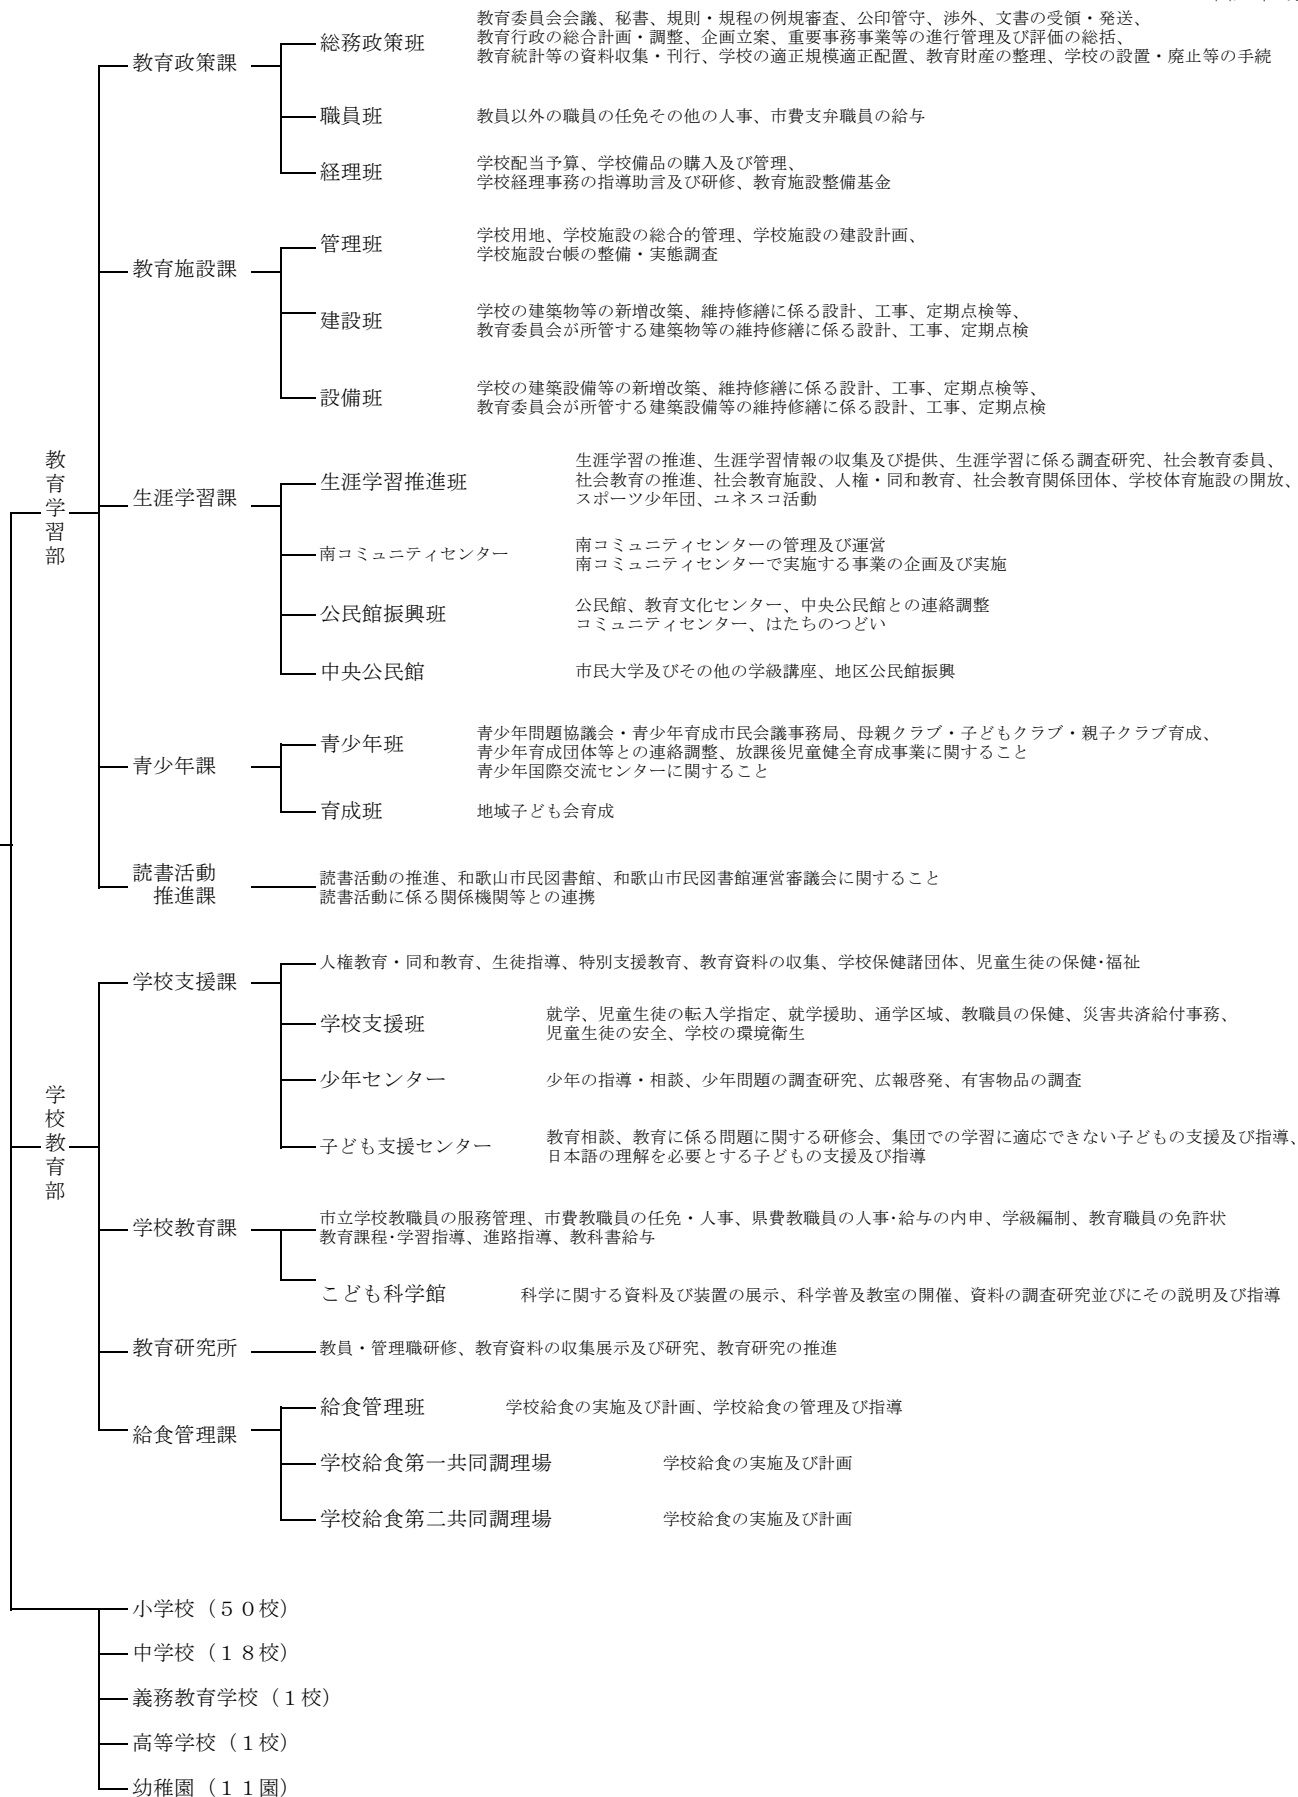 教育学習部
教育政策課
総務政策班
教育委員会会議、秘書、規則・規程の例規審査、公印管守、渉外、文書の受領・発送、
教育行政の総合計画・調整、企画立案、重要事務事業等の進行管理及び評価の総括、
教育統計等の資料収集・刊行、学校の適正規模適正配置、教育財産の整理、学校の設置・廃止等の手続
職員班
教員以外の職員の任免その他の人事、市費支弁職員の給与
経理班
学校配当予算、学校備品の購入及び管理、
学校経理事務の指導助言及び研修、教育施設整備基金
教育施設課
管理班
学校用地、学校施設の総合的管理、学校施設の建設計画、
学校施設台帳の整備・実態調査
建設班
学校の建築物等の新増改築、維持修繕に係る設計、工事、定期点検等、
教育委員会が所管する建築物等の維持修繕に係る設計、工事、定期点検
設備班
学校の建築設備等の新増改築、維持修繕に係る設計、工事、定期点検等、
教育委員会が所管する建築設備等の維持修繕に係る設計、工事、定期点検
生涯学習課
生涯学習推進班
生涯学習の推進、生涯学習情報の収集及び提供、生涯学習に係る調査研究、社会教育委員、
社会教育の推進、社会教育施設、人権・同和教育、社会教育関係団体、学校体育施設の開放、
スポーツ少年団、ユネスコ活動
南コミュニティセンター
南コミュニティセンターの管理及び運営
南コミュニティセンターで実施する事業の企画及び実施
公民館振興班
公民館、教育文化センター、中央公民館との連絡調整
コミュニティセンター、はたちのつどい
中央公民館
市民大学及びその他の学級講座、地区公民館振興
青少年課
青少年班
青少年問題協議会・青少年育成市民会議事務局、母親クラブ・子どもクラブ・親子クラブ育成、
青少年育成団体等との連絡調整、放課後児童健全育成事業に関すること
青少年国際交流センターに関すること
育成班
地域子ども会育成
読書活動
推進課
読書活動の推進、和歌山市民図書館、和歌山市民図書館運営審議会に関すること
読書活動に係る関係機関等との連携
学校教育部
学校支援課
人権教育・同和教育、生徒指導、特別支援教育、教育資料の収集、学校保健諸団体、児童生徒の保健･福祉
学校支援班
就学、児童生徒の転入学指定、就学援助、通学区域、教職員の保健、災害共済給付事務、
児童生徒の安全、学校の環境衛生
少年センター
少年の指導・相談、少年問題の調査研究、広報啓発、有害物品の調査
子ども支援センター
教育相談、教育に係る問題に関する研修会、集団での学習に適応できない子どもの支援及び指導、
日本語の理解を必要とする子どもの支援及び指導
学校教育課
市立学校教職員の服務管理、市費教職員の任免・人事、県費教職員の人事･給与の内申、学級編制、教育職員の免許状
教育課程･学習指導、進路指導、教科書給与
こども科学館
科学に関する資料及び装置の展示、科学普及教室の開催、資料の調査研究並びにその説明及び指導
教育研究所
教員・管理職研修、教育資料の収集展示及び研究、教育研究の推進
給食管理課
給食管理班
学校給食の実施及び計画、学校給食の管理及び指導
学校給食第一共同調理場
学校給食の実施及び計画
学校給食第二共同調理場
学校給食の実施及び計画
小学校（５０校）
中学校（１８校）
義務教育学校（１校）
高等学校（１校）
幼稚園（１１園）